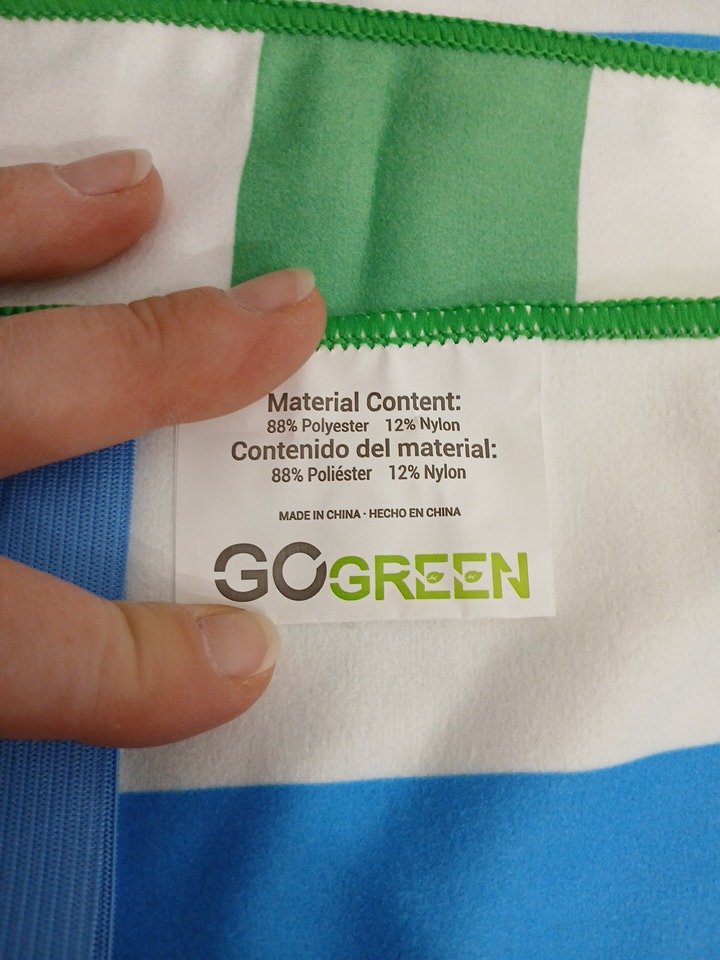 Material Content:
88% Polyester 12% Nylon
Contenido del material:
88% Poliéster 12% Nylon
MADE IN CHINA · HECHO EN CHINA
GOGREEN